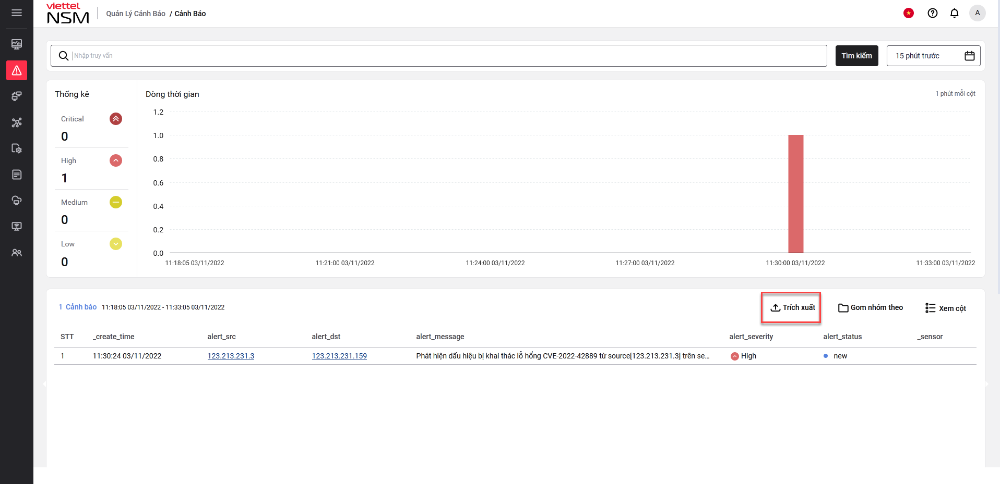 viettel
NSM
Quản Lý Cảnh Báo / Cảnh Báo
A
Nhập truy vấn
Tìm kiếm
15 phút trước
Thống kê
Critical
0
High
1
Medium
0
Low
0
Dòng thời gian
1 phút mỗi cột
1.2
1.0
0.8
0.6
0.4
0.2
0.0
11:18:05 03/11/2022 11:21:00 03/11/2022 11:24:00 03/11/2022 11:27:00 03/11/2022 11:30:00 03/11/2022 11:33:00 03/11/2022
1 Cảnh báo 11:18:05 03/11/2022 - 11:33:05 03/11/2022
Trích xuất
Gom nhóm theo
Xem cột
STT _create_time alert_src alert_dst alert_message alert_severity alert_status _sensor
1 11:30:24 03/11/2022 123.213.231.3 123.213.231.159 Phát hiện dấu hiệu bị khai thác lỗ hổng CVE-2022-42889 từ source[123.213.231.3] trên se... High new